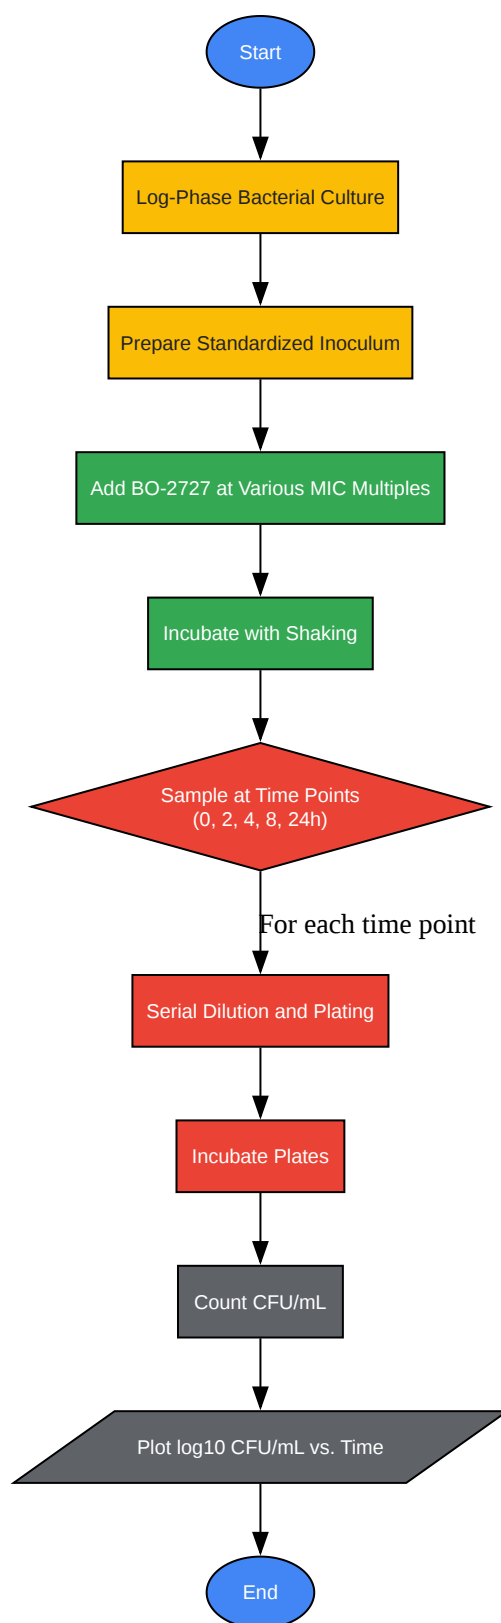 Start
Log-Phase Bacterial Culture
Prepare Standardized Inoculum
Add BO-2727 at Various MIC Multiples
Incubate with Shaking
Sample at Time Points
(0, 2, 4, 8, 24h)
For each time point
Serial Dilution and Plating
Incubate Plates
Count CFU/mL
Plot log10 CFU/mL vs. Time
End